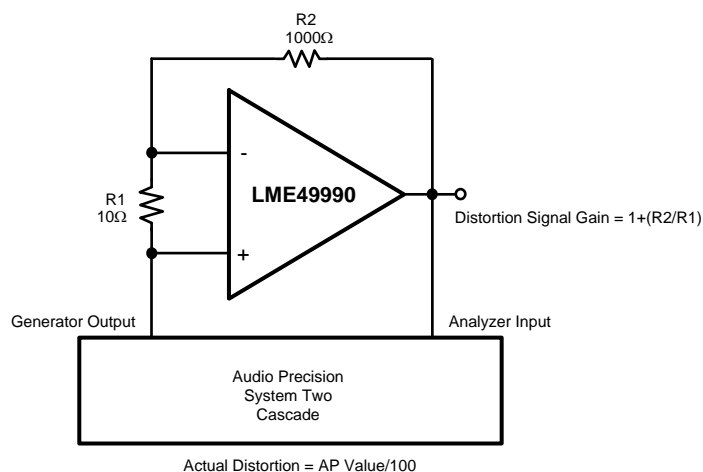 R2
1000Ω
-
LME49990
R1
10Ω
+
Distortion Signal Gain = 1+(R2/R1)
Generator Output
Analyzer Input
Audio Precision
System Two
Cascade
Actual Distortion = AP Value/100